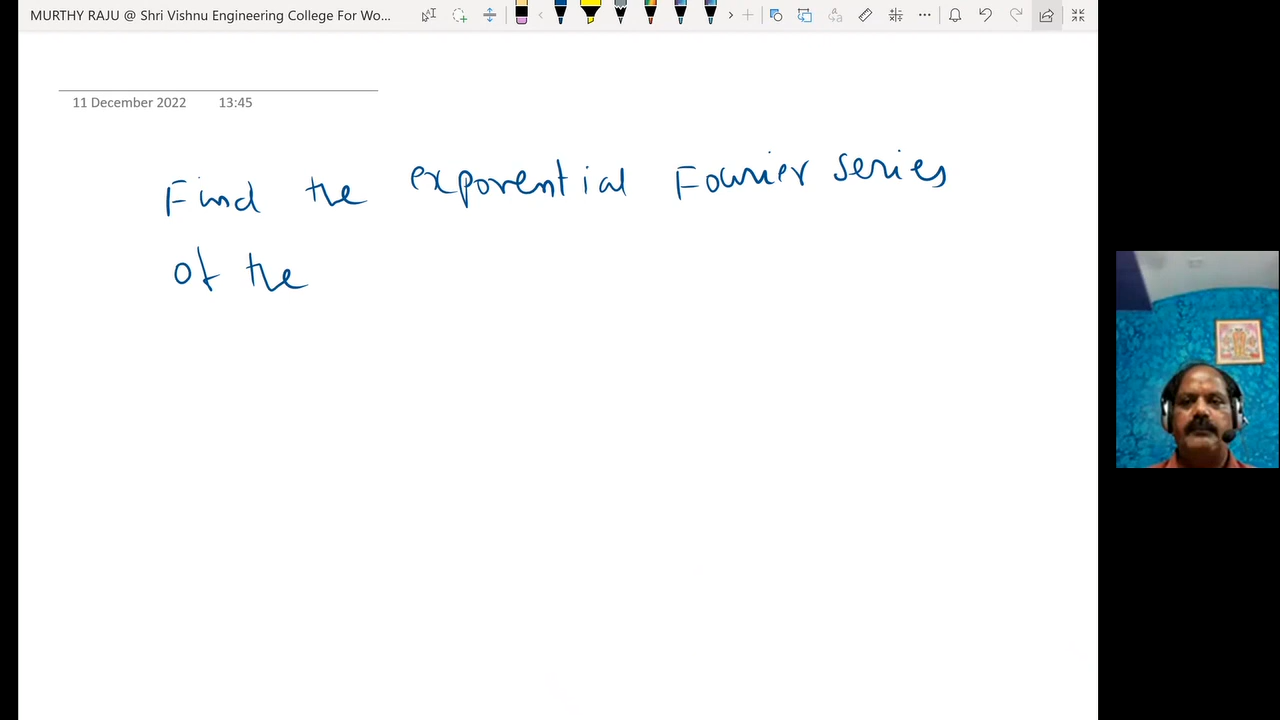 MURTHY RAJU @ Shri Vishnu Engineering College For Wo...
11 December 2022 13:45
Find the exponential Fourier series
of the